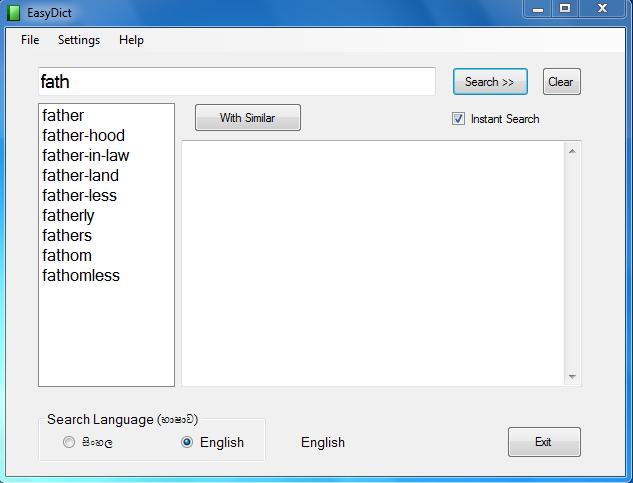 EasyDict
File Settings Help
fath
Search >> Clear
With Similar
Instant Search
father
father-hood
father-in-law
father-land
father-less
fatherly
fathers
fathom
fathomless
Search Language (භාෂාව)
සිංහල English English Exit